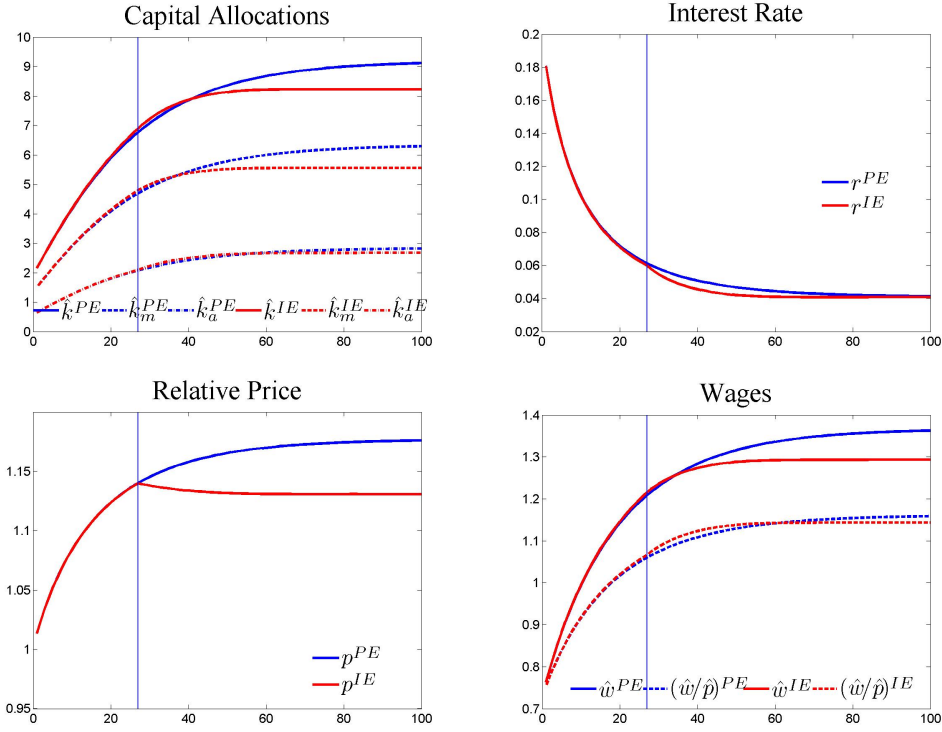 Capital Allocations
10
9
8
7
6
5
4
3
2
1
0
k̂^PE k̂_m^PE k̂_a^PE k̂^IE k̂_m^IE k̂_a^IE
0 20 40 60 80 100
Interest Rate
0.2
0.18
0.16
0.14
0.12
0.1
0.08
0.06
0.04
0.02
r^PE
r^IE
0 20 40 60 80 100
Relative Price
1.15
1.1
1.05
1
0.95
p^PE
p^IE
0 20 40 60 80 100
Wages
1.4
1.3
1.2
1.1
1
0.9
0.8
0.7
ŵ^PE (ŵ/p̂)^PE ŵ^IE (ŵ/p̂)^IE
0 20 40 60 80 100